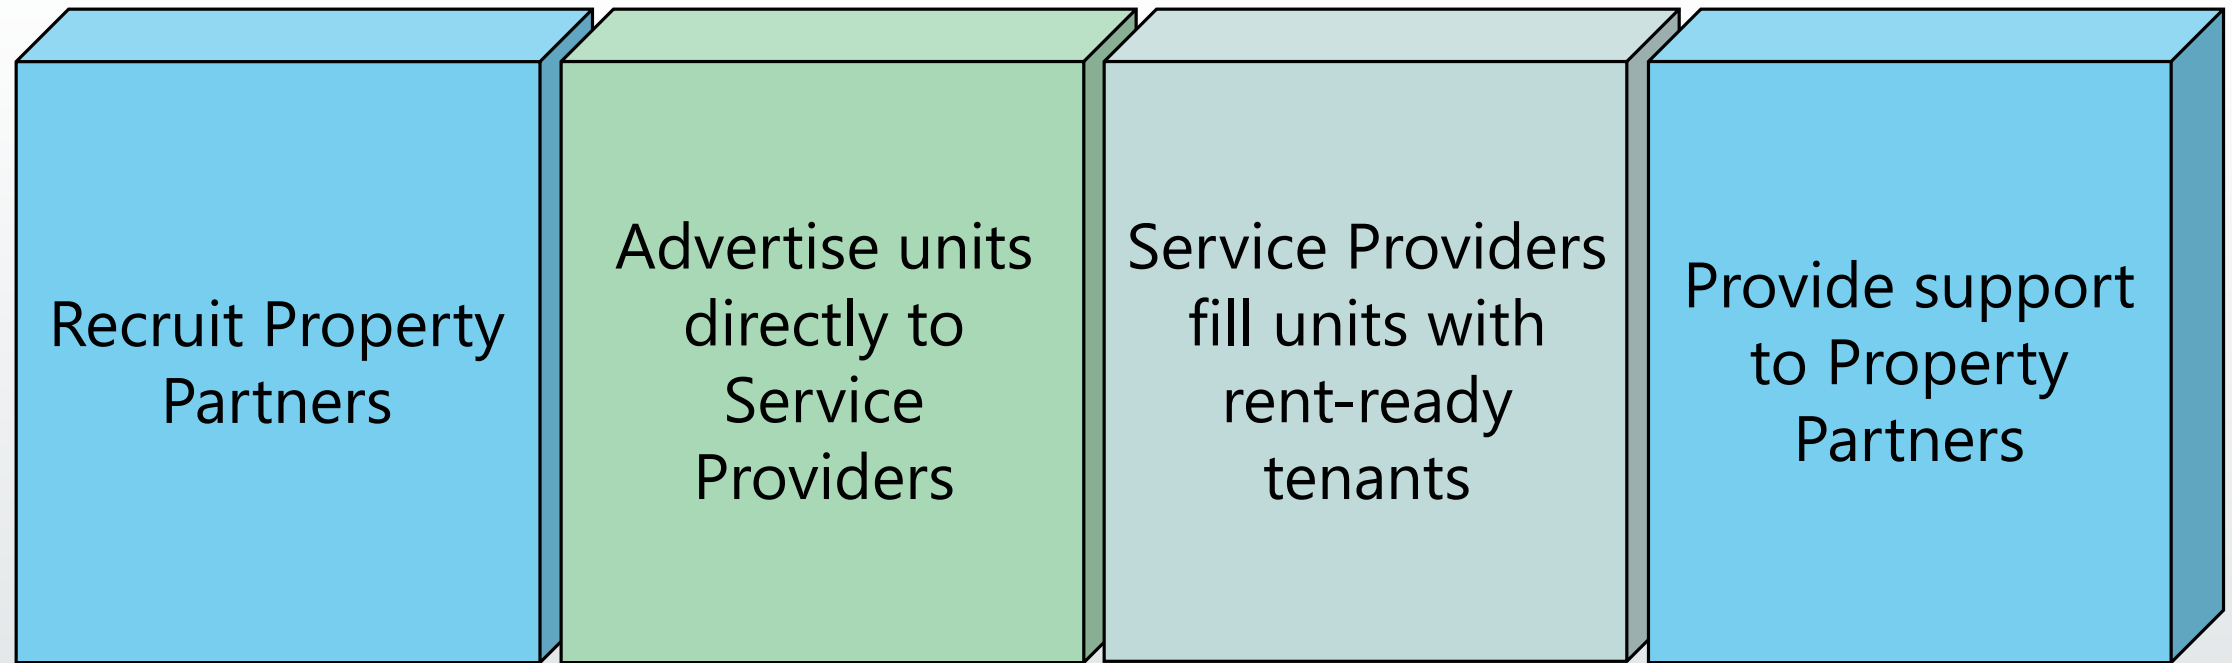 Recruit Property
Partners
Advertise units
directly to
Service
Providers
Service Providers
fill units with
rent-ready
tenants
Provide support
to Property
Partners